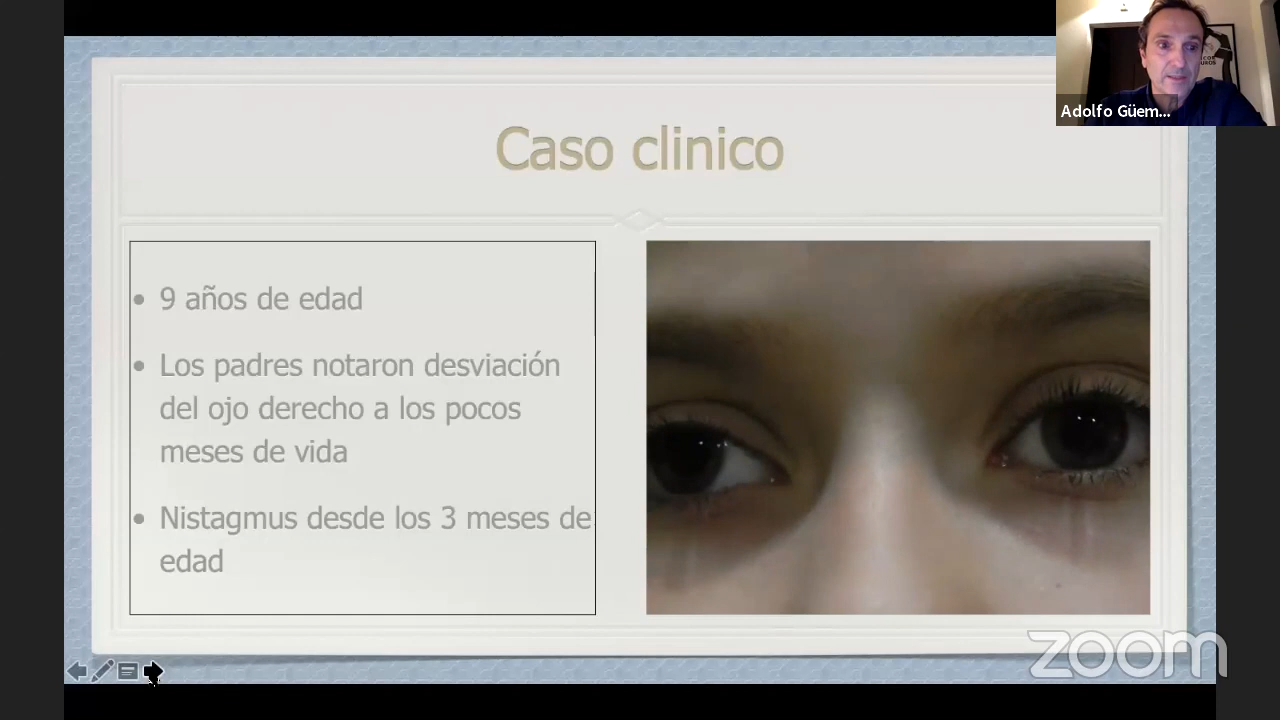 Adolfo Güem...
Caso clinico
• 9 años de edad
• Los padres notaron desviación
del ojo derecho a los pocos
meses de vida
• Nistagmus desde los 3 meses de
edad
zoom